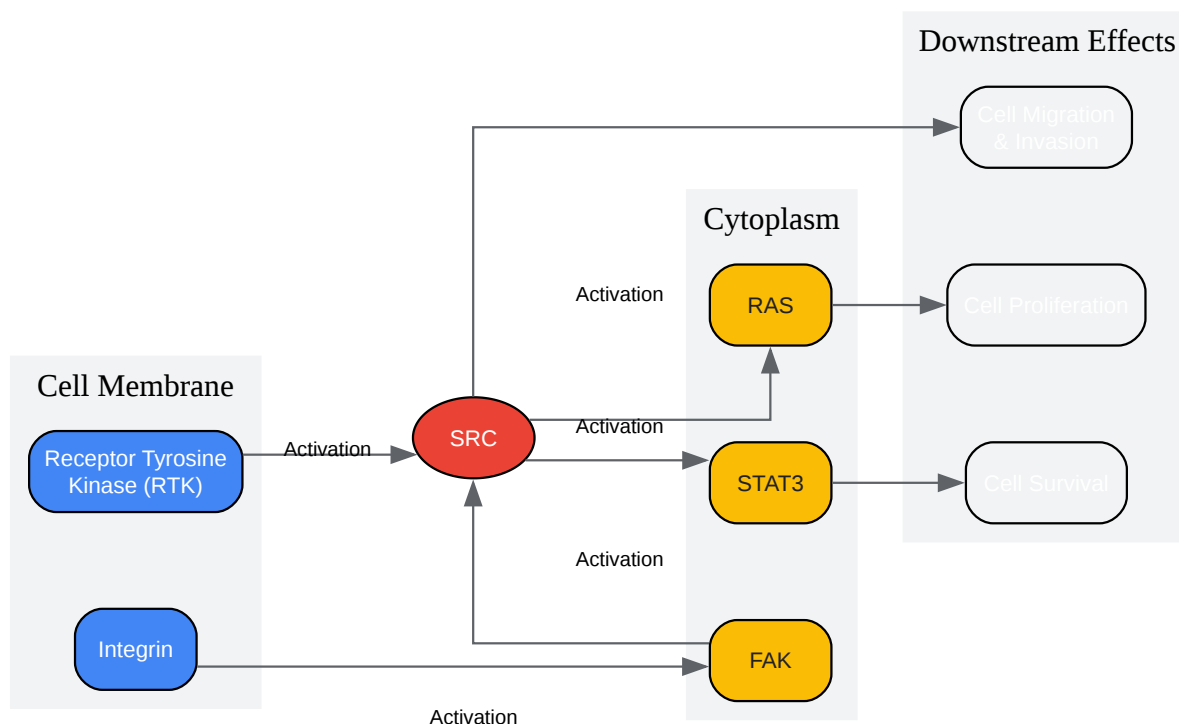 Downstream Effects
Cell Migration
& Invasion
Cytoplasm
Activation
RAS
Cell Proliferation
Cell Membrane
Receptor Tyrosine
Kinase (RTK)
Activation
SRC
Activation
STAT3
Cell Survival
Activation
Integrin
FAK
Activation